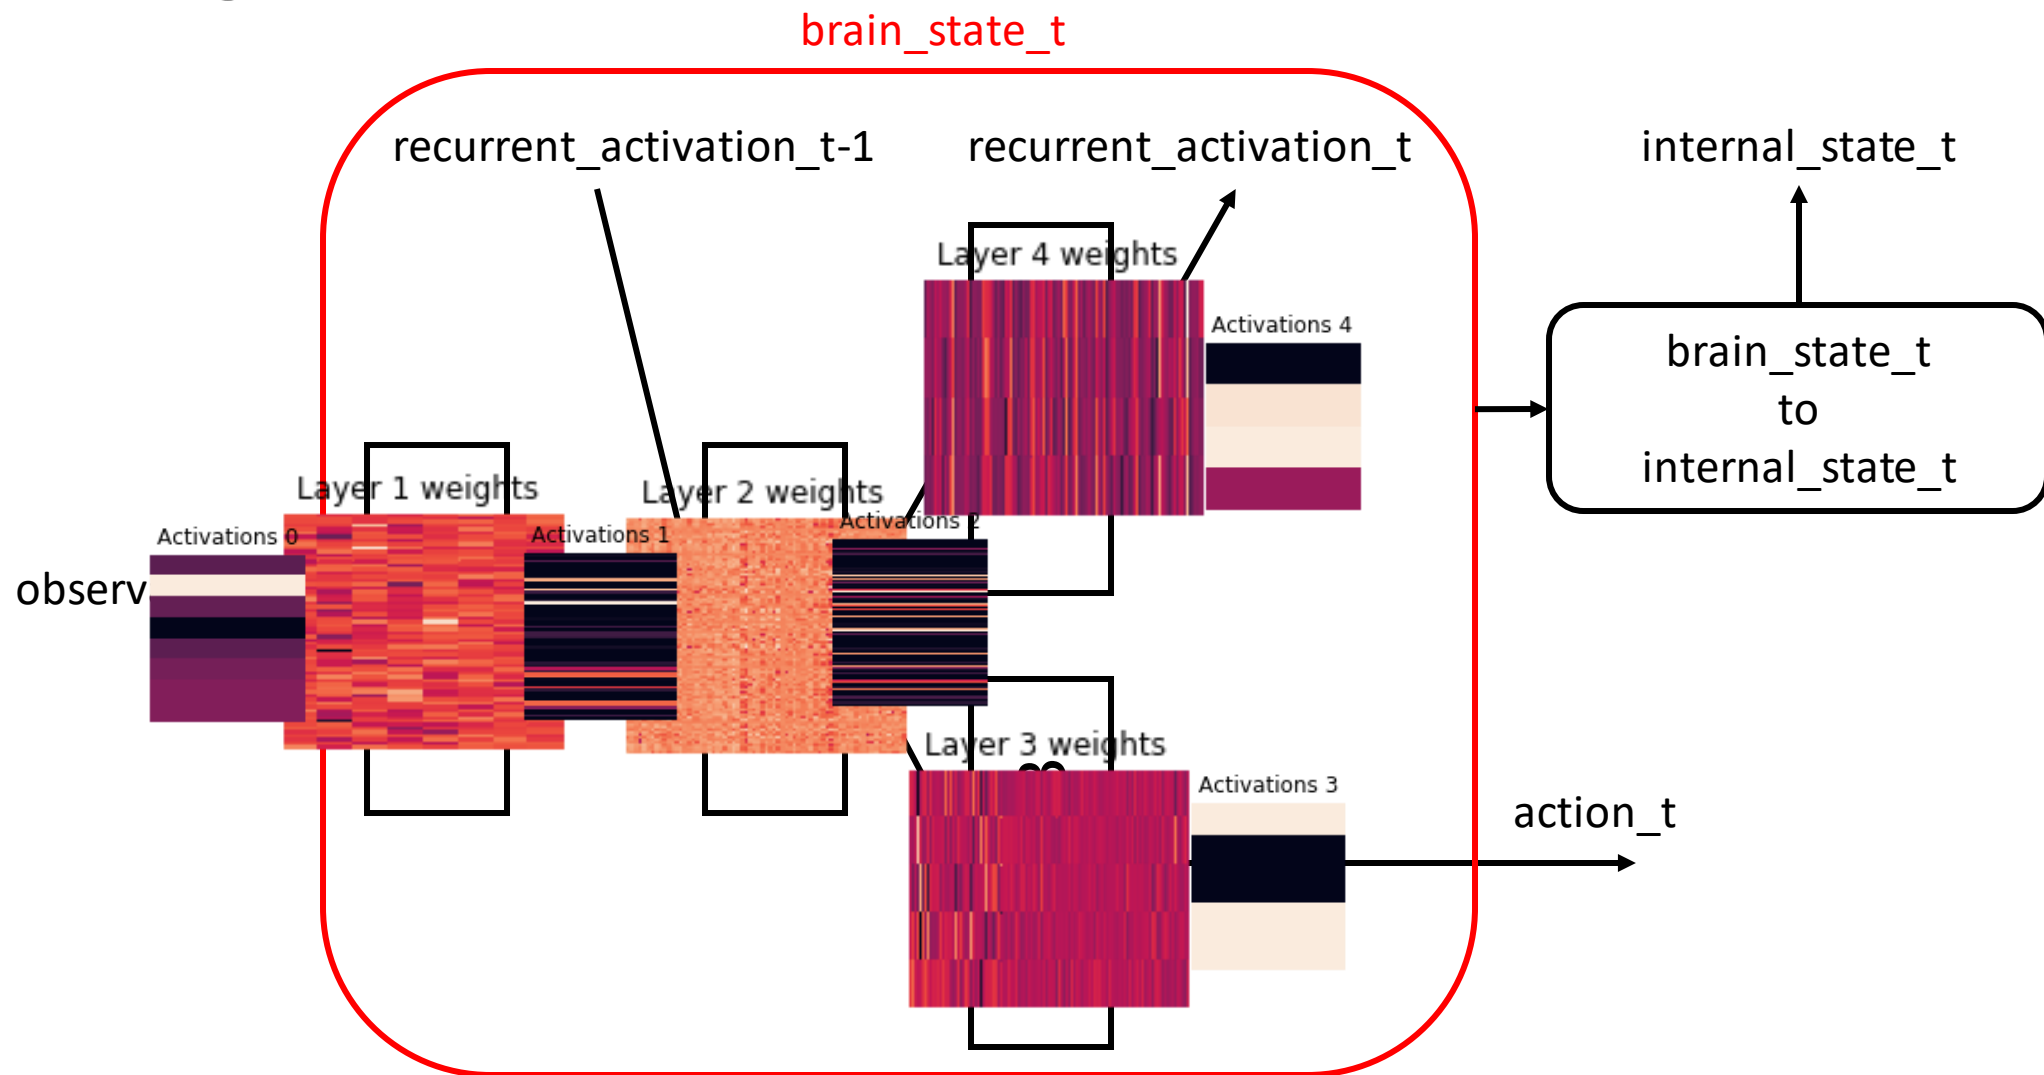 brain_state_t
recurrent_activation_t-1
recurrent_activation_t
internal_state_t
Layer 4 weights
Activations 4
brain_state_t
to
internal_state_t
Layer 1 weights
Layer 2 weights
Activations 0
Activations 1
Activations 2
observ
Layer 3 weights
Activations 3
action_t